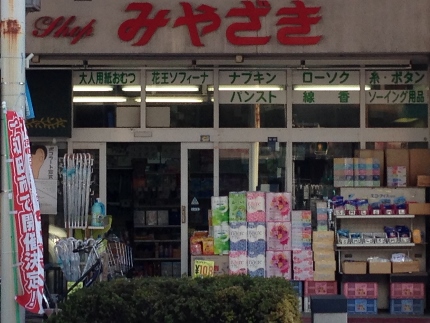 Shop みやざき
大人用紙おむつ 花王ソフィーナ ナプキン ローソク 糸・ボタン
パンスト 線香 ソーイング用品